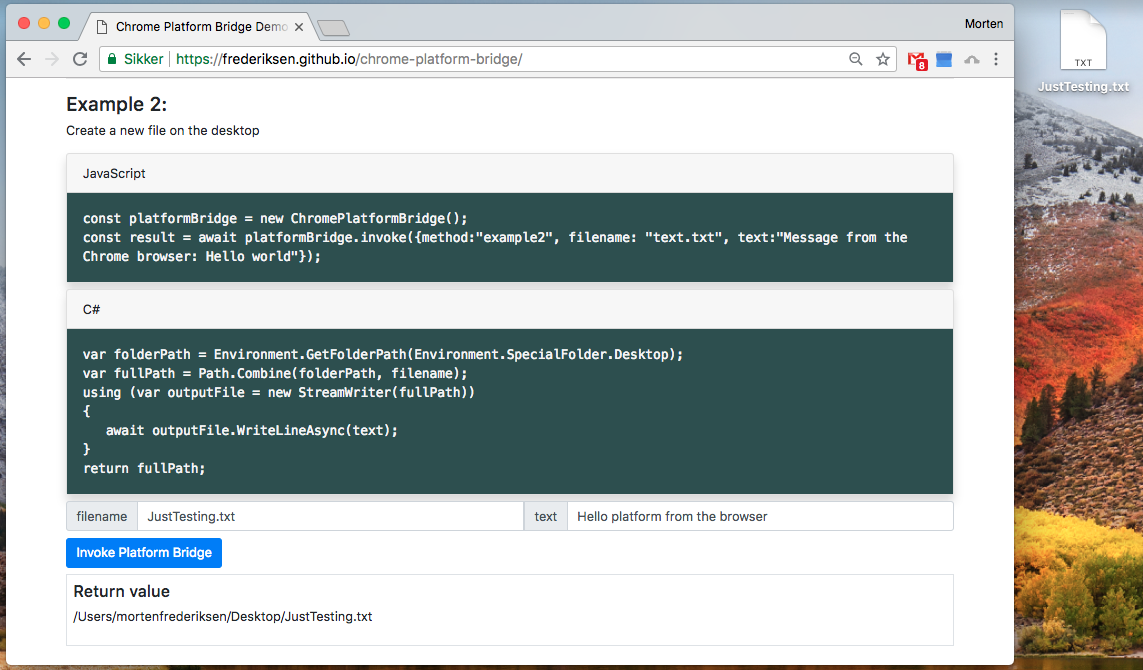 Chrome Platform Bridge Demo
Morten
Sikker
https://frederiksen.github.io/chrome-platform-bridge/
8
TXT
JustTesting.txt
Example 2:
Create a new file on the desktop
JavaScript
const platformBridge = new ChromePlatformBridge();
const result = await platformBridge.invoke({method:"example2", filename: "text.txt", text:"Message from the
Chrome browser: Hello world"});
C#
var folderPath = Environment.GetFolderPath(Environment.SpecialFolder.Desktop);
var fullPath = Path.Combine(folderPath, filename);
using (var outputFile = new StreamWriter(fullPath))
{
   await outputFile.WriteLineAsync(text);
}
return fullPath;
filename JustTesting.txt text Hello platform from the browser
Invoke Platform Bridge
Return value
/Users/mortenfrederiksen/Desktop/JustTesting.txt